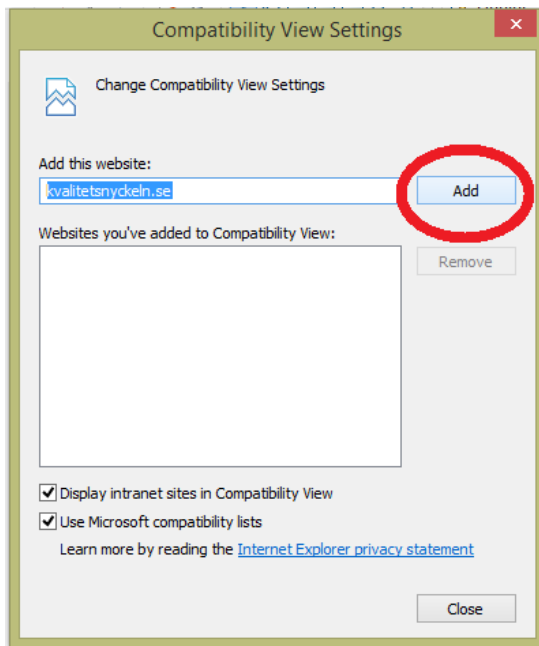 Compatibility View Settings
Change Compatibility View Settings
Add this website:
kvalitetsnyckeln.se
Add
Websites you've added to Compatibility View:
Remove
Display intranet sites in Compatibility View
Use Microsoft compatibility lists
Learn more by reading the Internet Explorer privacy statement
Close